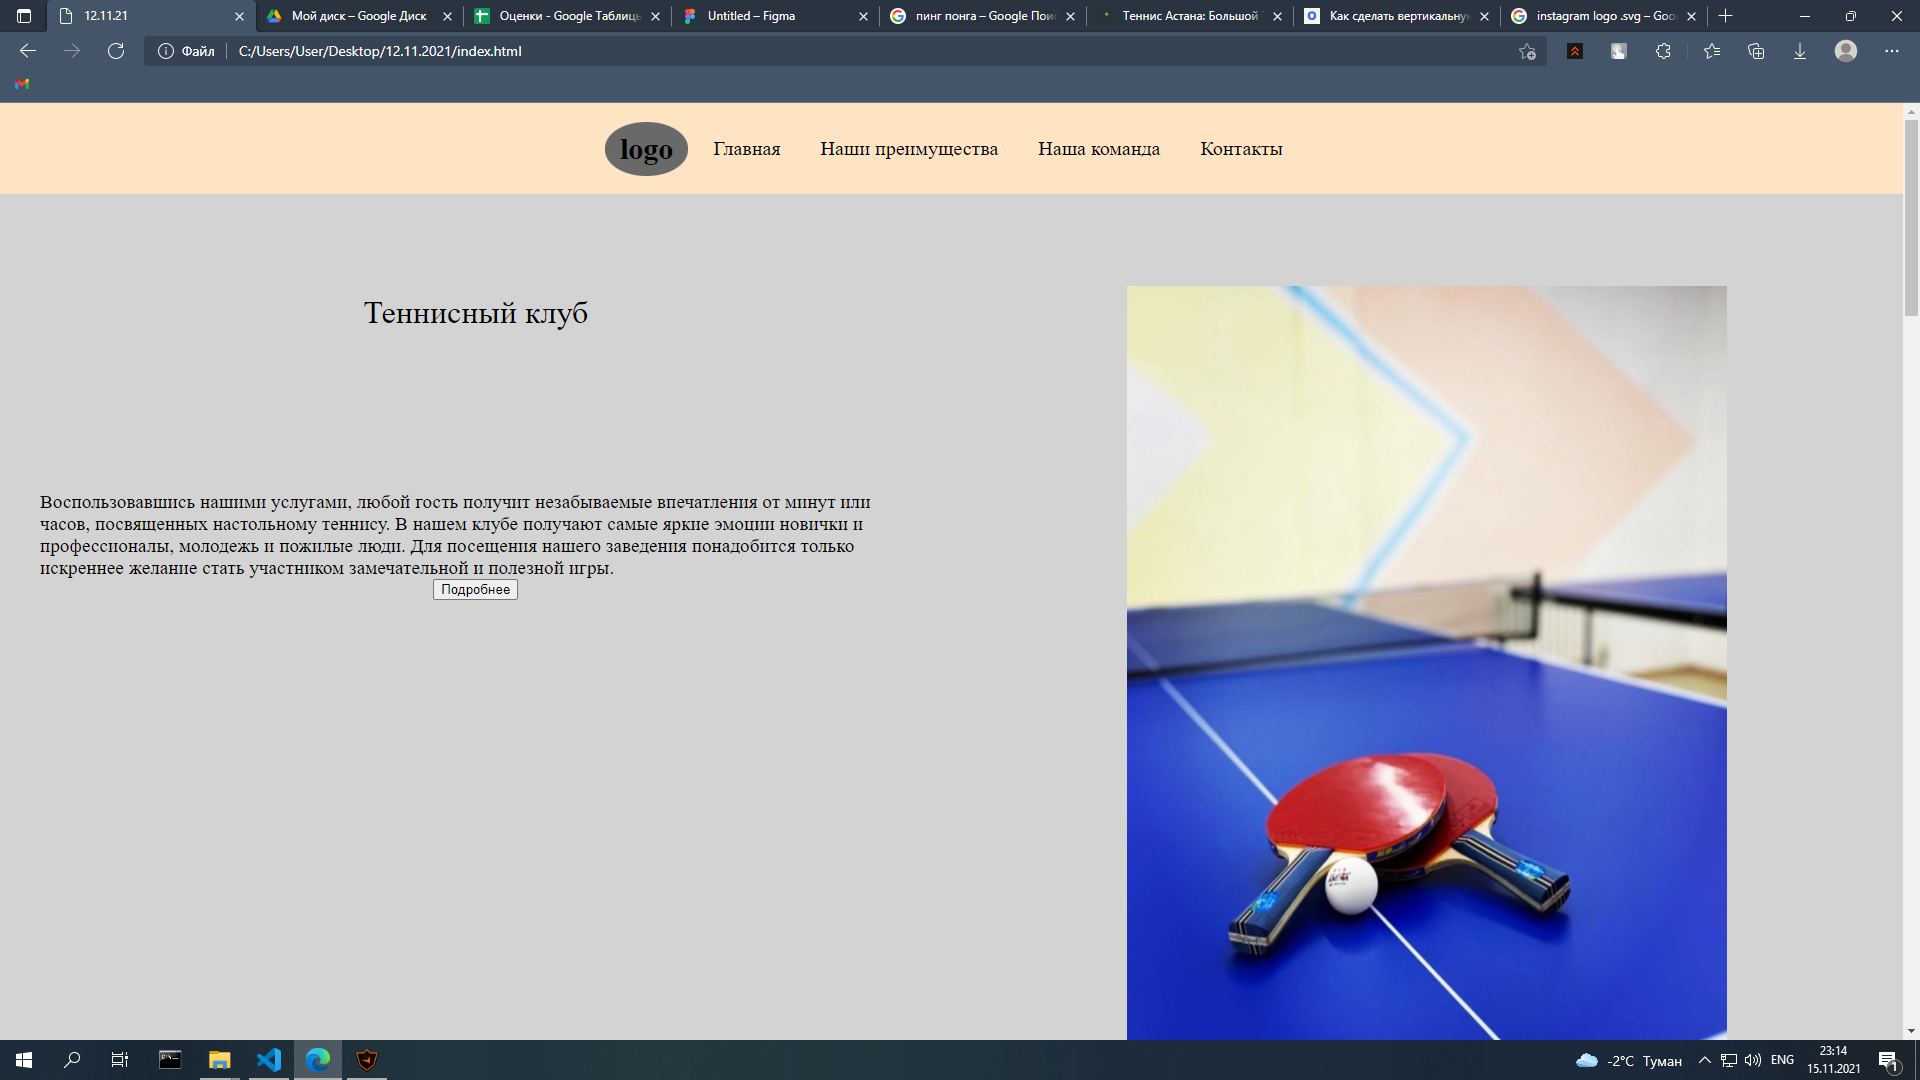 12.11.21
Мой диск – Google Диск
Оценки - Google Таблицы
Untitled – Figma
пинг понга – Google Поис
Теннис Астана: Большой
Как сделать вертикальную
instagram logo .svg – Goo
Файл
C:/Users/User/Desktop/12.11.2021/index.html
logo
Главная
Наши преимущества
Наша команда
Контакты
Теннисный клуб
Воспользовавшись нашими услугами, любой гость получит незабываемые впечатления от минут или
часов, посвященных настольному теннису. В нашем клубе получают самые яркие эмоции новички и
профессионалы, молодежь и пожилые люди. Для посещения нашего заведения понадобится только
искреннее желание стать участником замечательной и полезной игры.
Подробнее
-2°C Туман
ENG
23:14
15.11.2021
1